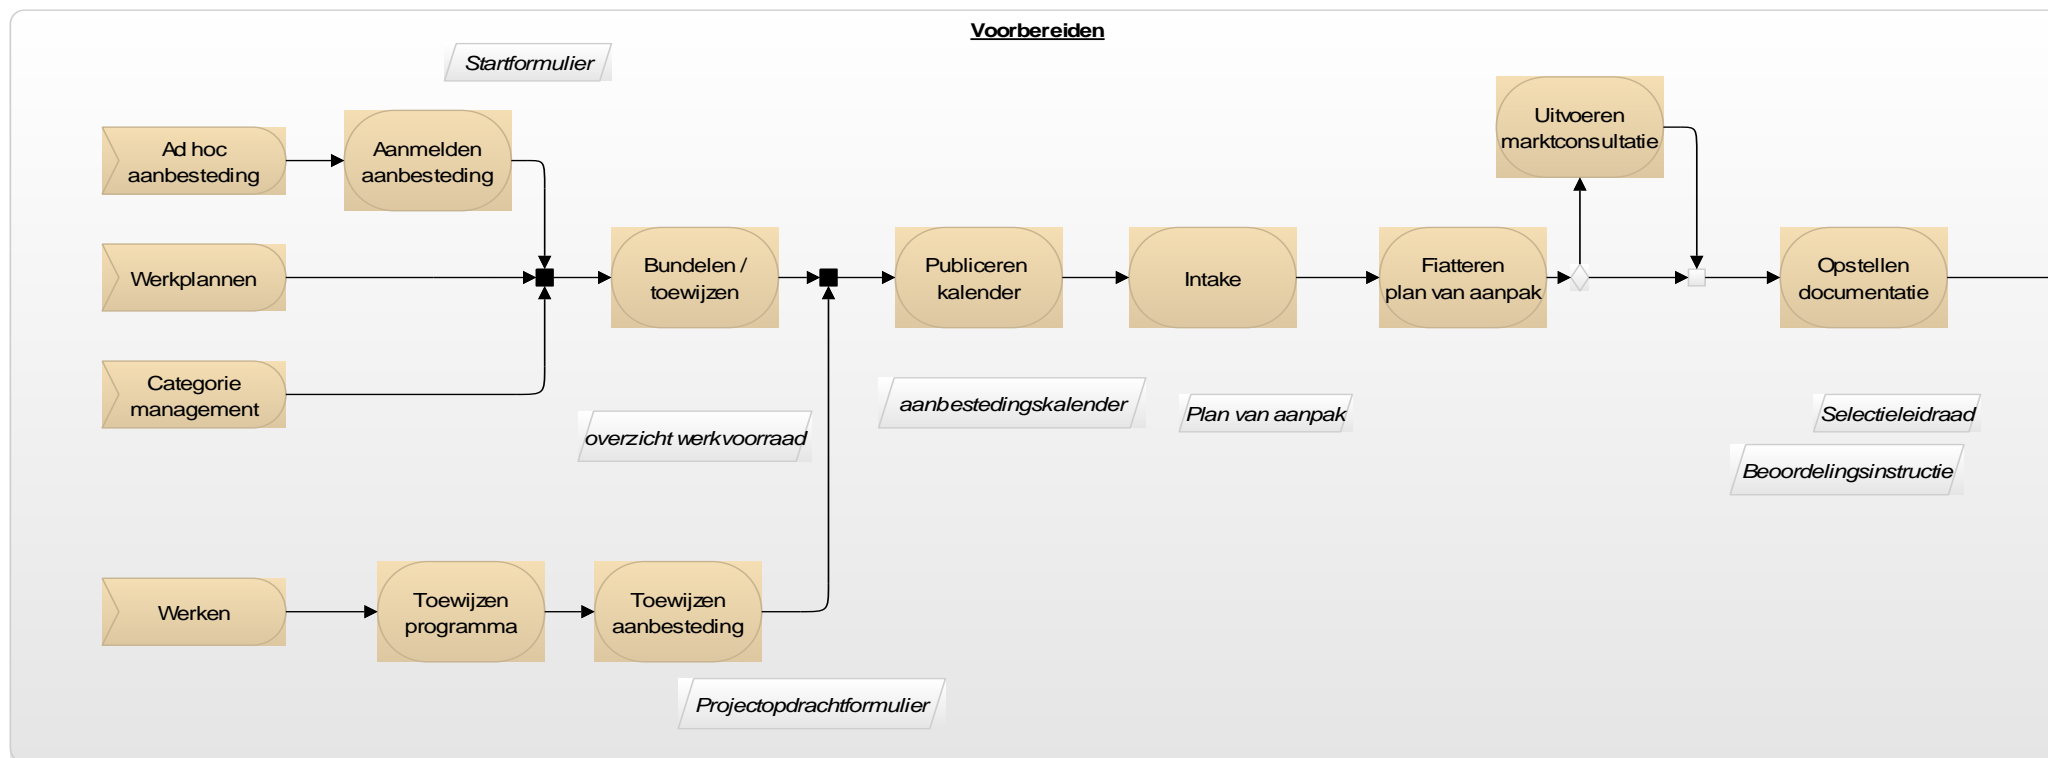 Voorbereiden
Startformulier
Ad hoc
aanbesteding
Aanmelden
aanbesteding
Uitvoeren
marktconsultatie
Werkplannen
Bundelen /
toewijzen
Publiceren
kalender
Intake
Fiatteren
plan van aanpak
Opstellen
documentatie
Categorie
management
overzicht werkvoorraad
aanbestedingskalender
Plan van aanpak
Selectieleidraad
Beoordelingsinstructie
Werken
Toewijzen
programma
Toewijzen
aanbesteding
Projectopdrachtformulier